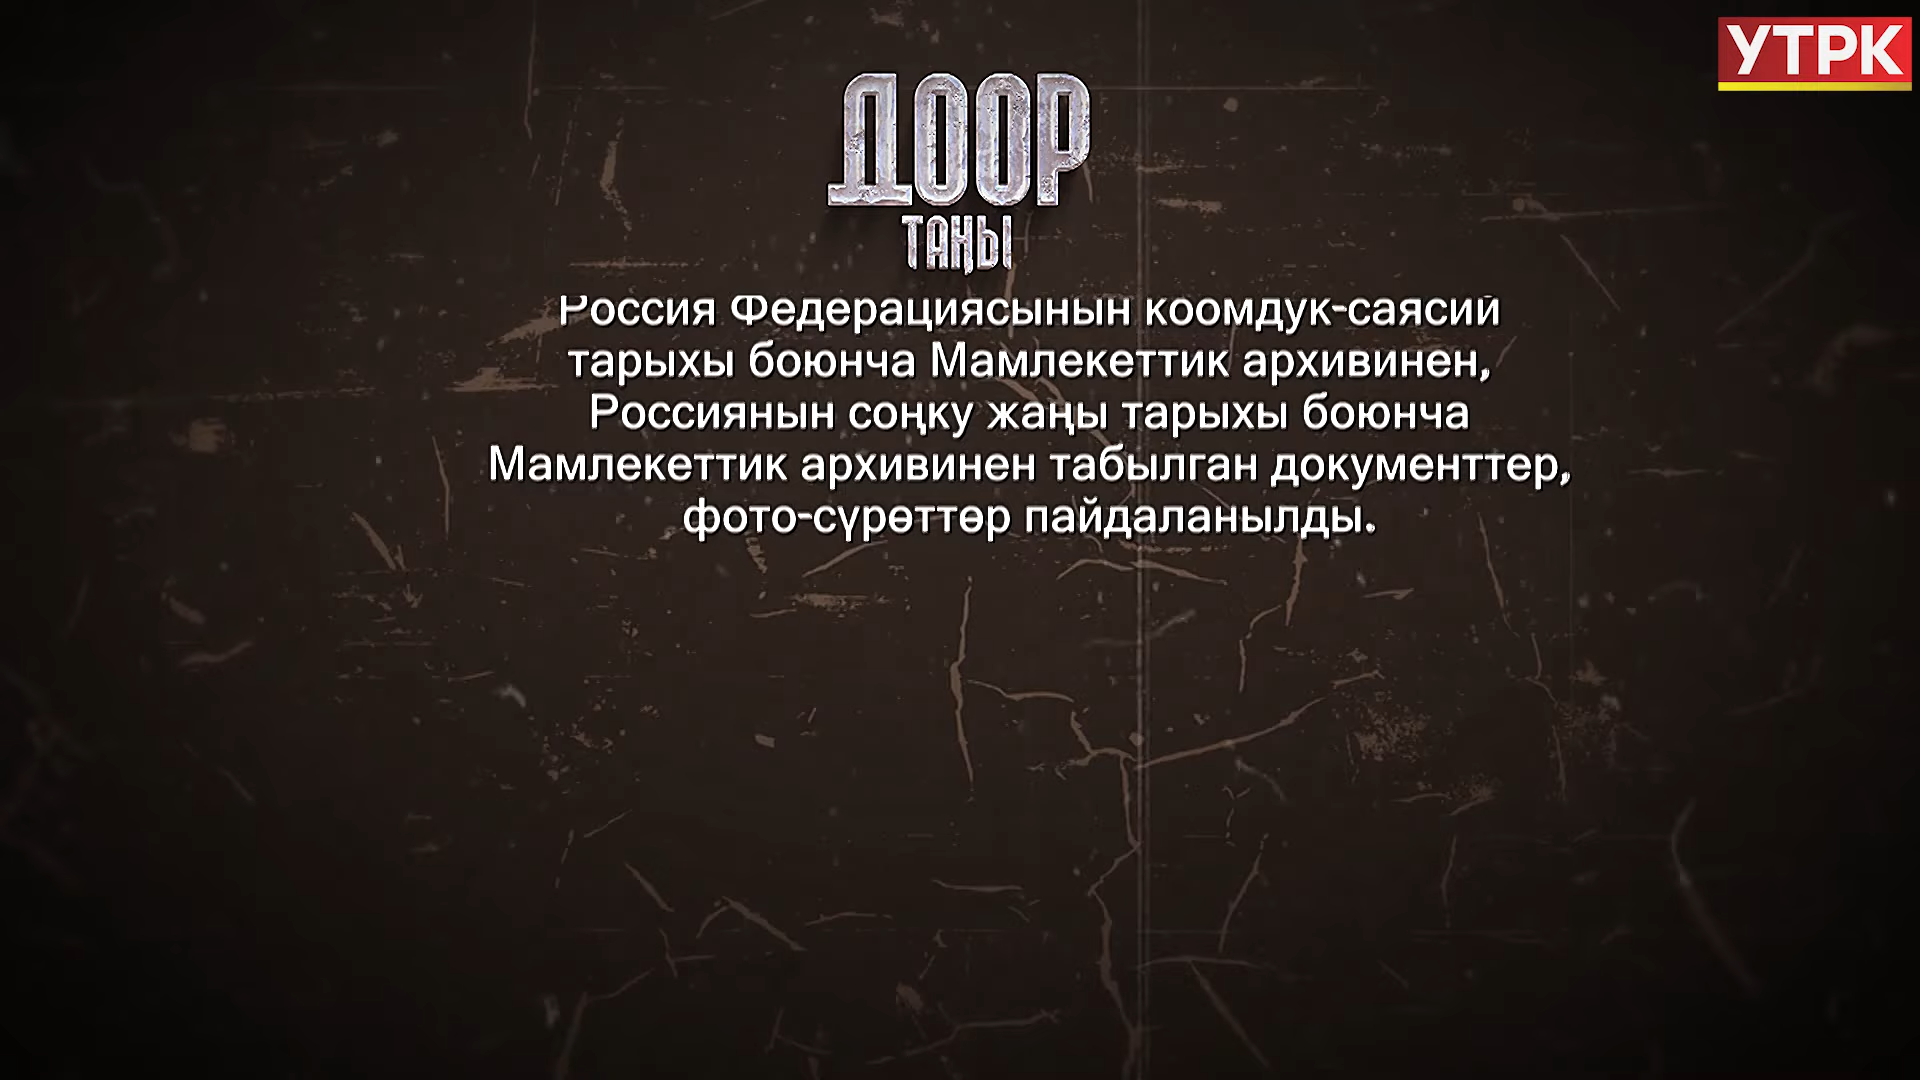 УТРК
ДООР
ТАҢЫ
Россия Федерациясынын коомдук-саясий
тарыхы боюнча Мамлекеттик архивинен,
Россиянын соңку жаңы тарыхы боюнча
Мамлекеттик архивинен табылган документтер,
фото-сүрөттөр пайдаланылды.